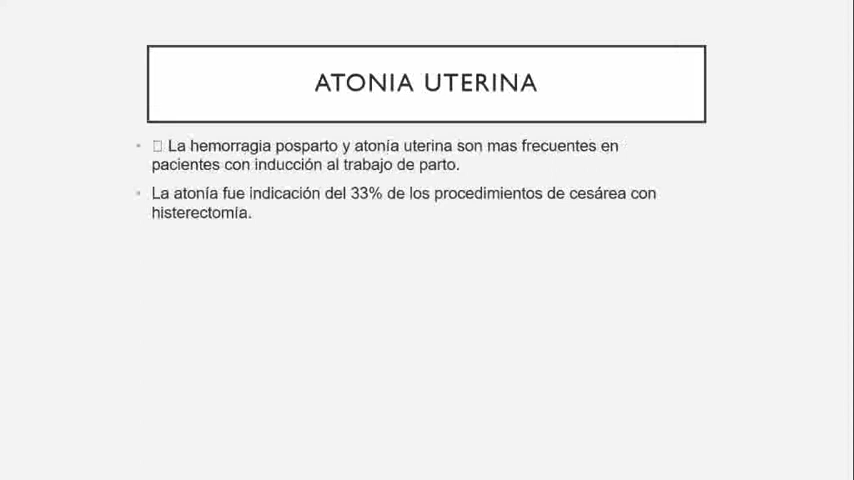 ATONIA UTERINA
• □ La hemorragia posparto y atonía uterina son mas frecuentes en
pacientes con inducción al trabajo de parto.
• La atonía fue indicación del 33% de los procedimientos de cesárea con
histerectomía.